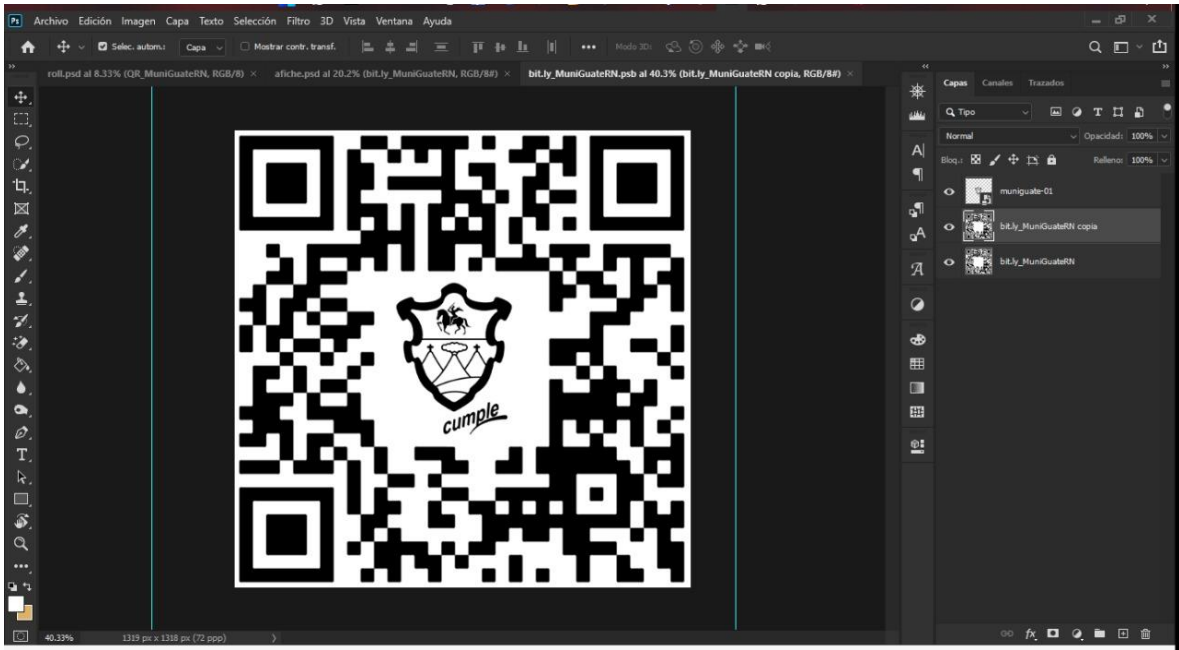 Ps Archivo Edición Imagen Capa Texto Selección Filtro 3D Vista Ventana Ayuda
Selec. autom.: Capa Mostrar contr. transf. Modo 3D:
roll.psd al 8.33% (QR_MuniGuateRN, RGB/8) × afiche.psd al 20.2% (bit.ly_MuniGuateRN, RGB/8#) × bit.ly_MuniGuateRN.psb al 40.3% (bit.ly_MuniGuateRN copia, RGB/8#) ×
Capas Canales Trazados
Tipo
Normal Opacidad: 100%
Bloq.: Relleno: 100%
muniguate-01
bit.ly_MuniGuateRN copia
bit.ly_MuniGuateRN
cumple
40.33% 1319 px x 1318 px (72 ppp)